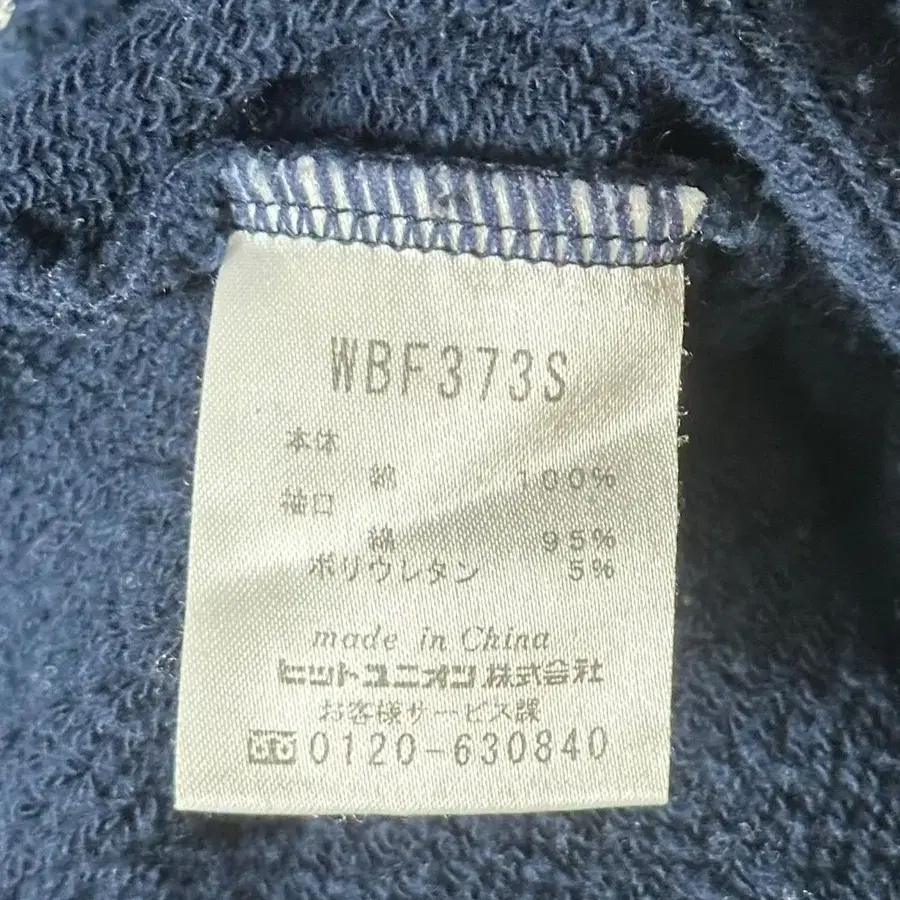 WBF373S
本体
綿 100%
袖口
綿 95%
ポリウレタン 5%
made in China
ヒットユニオン株式会社
お客様サービス課
0120-630840